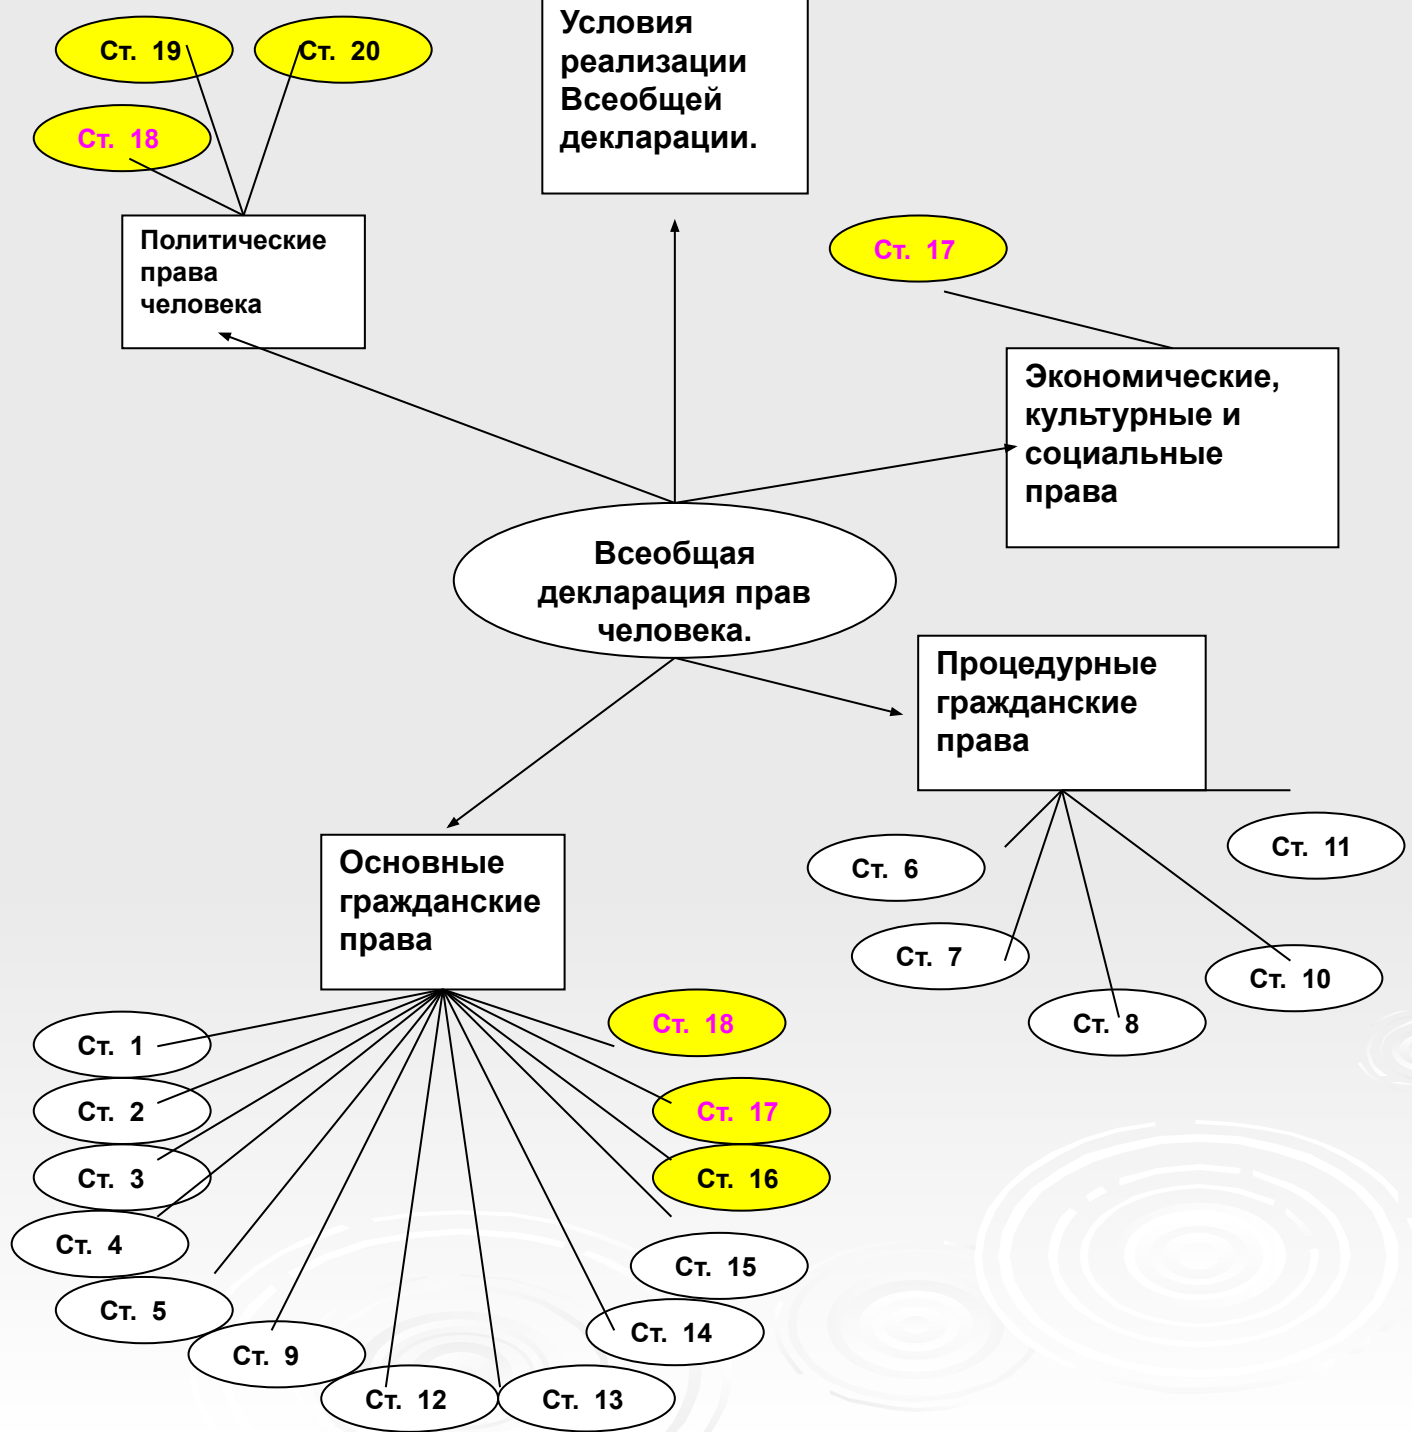 Условия
реализации
Всеобщей
декларации.
Ст. 19
Ст. 20
Ст. 18
Политические
права
человека
Ст. 17
Экономические,
культурные и
социальные
права
Всеобщая
декларация прав
человека.
Процедурные
гражданские
права
Ст. 6
Ст. 11
Ст. 7
Ст. 10
Ст. 8
Основные
гражданские
права
Ст. 18
Ст. 1
Ст. 2
Ст. 17
Ст. 3
Ст. 16
Ст. 4
Ст. 15
Ст. 5
Ст. 14
Ст. 9
Ст. 12
Ст. 13